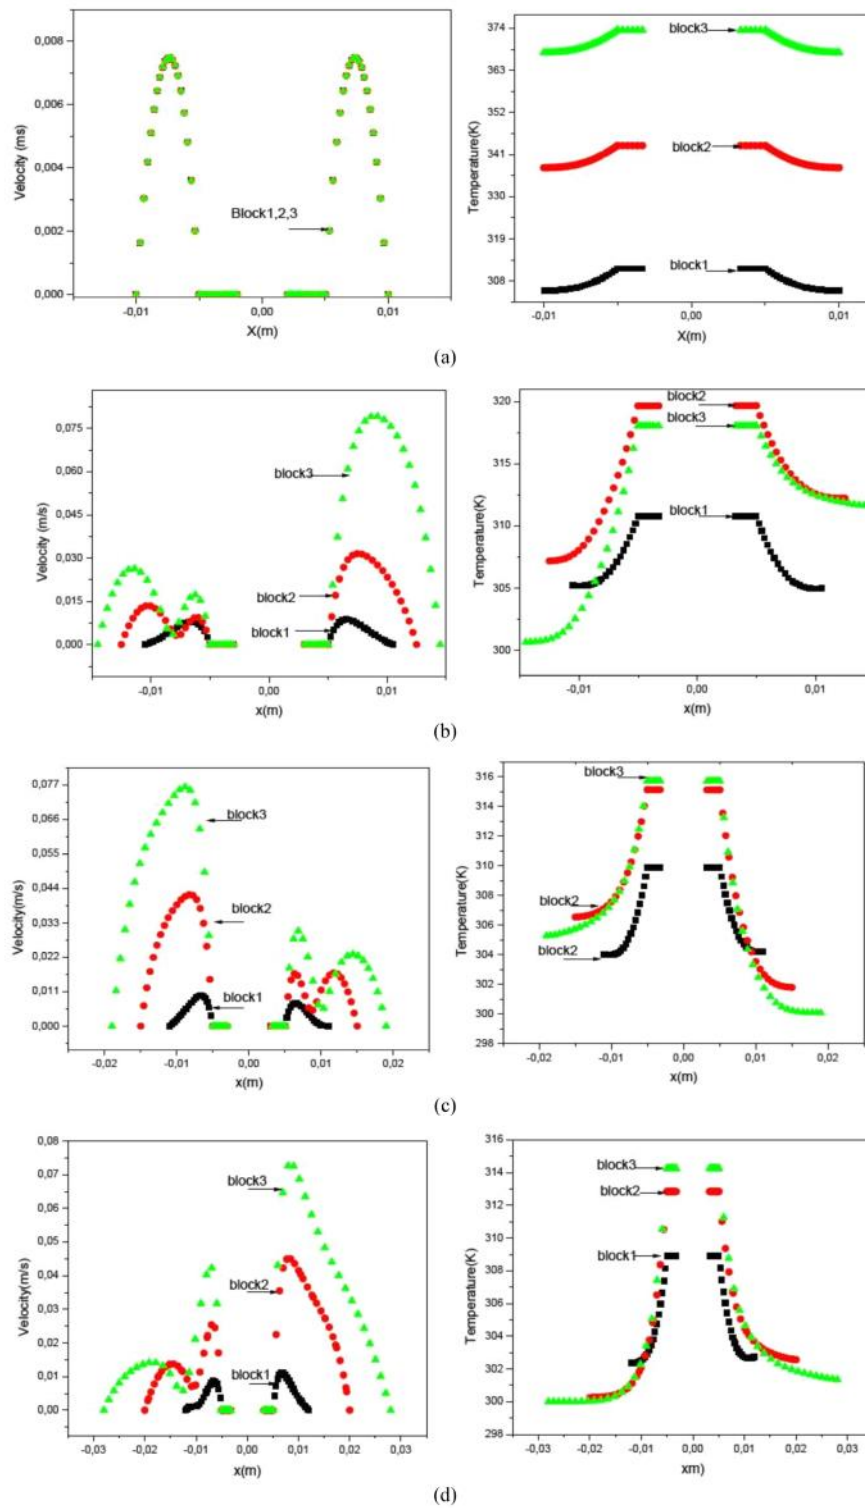 0,008
0,006
0,004
0,002
0,000
Velocity (ms)
Block1,2,3
-0,01
0,00
0,01
X(m)
374
363
352
341
330
319
308
Temperature(K)
block3
block2
block1
-0,01
0,00
0,01
X(m)
(a)
0,075
0,060
0,045
0,030
0,015
0,000
Velocity (m/s)
block3
block2
block1
-0,01
0,00
0,01
x(m)
320
315
310
305
300
Temperature(K)
block2
block3
block1
-0,01
0,00
0,01
x(m)
(b)
0,077
0,066
0,055
0,044
0,033
0,022
0,011
0,000
Velocity(m/s)
block3
block2
block1
-0,02
-0,01
0,00
0,01
0,02
x(m)
316
314
312
310
308
306
304
302
300
298
Temperature(K)
block3
block2
block2
-0,02
-0,01
0,00
0,01
0,02
x(m)
(c)
0,08
0,07
0,06
0,05
0,04
0,03
0,02
0,01
0,00
Velocity(m/s)
block3
block2
block1
-0,03
-0,02
-0,01
0,00
0,01
0,02
0,03
x(m)
316
314
312
310
308
306
304
302
300
298
Temperature(K)
block3
block2
block1
-0,03
-0,02
-0,01
0,00
0,01
0,02
0,03
xm)
(d)